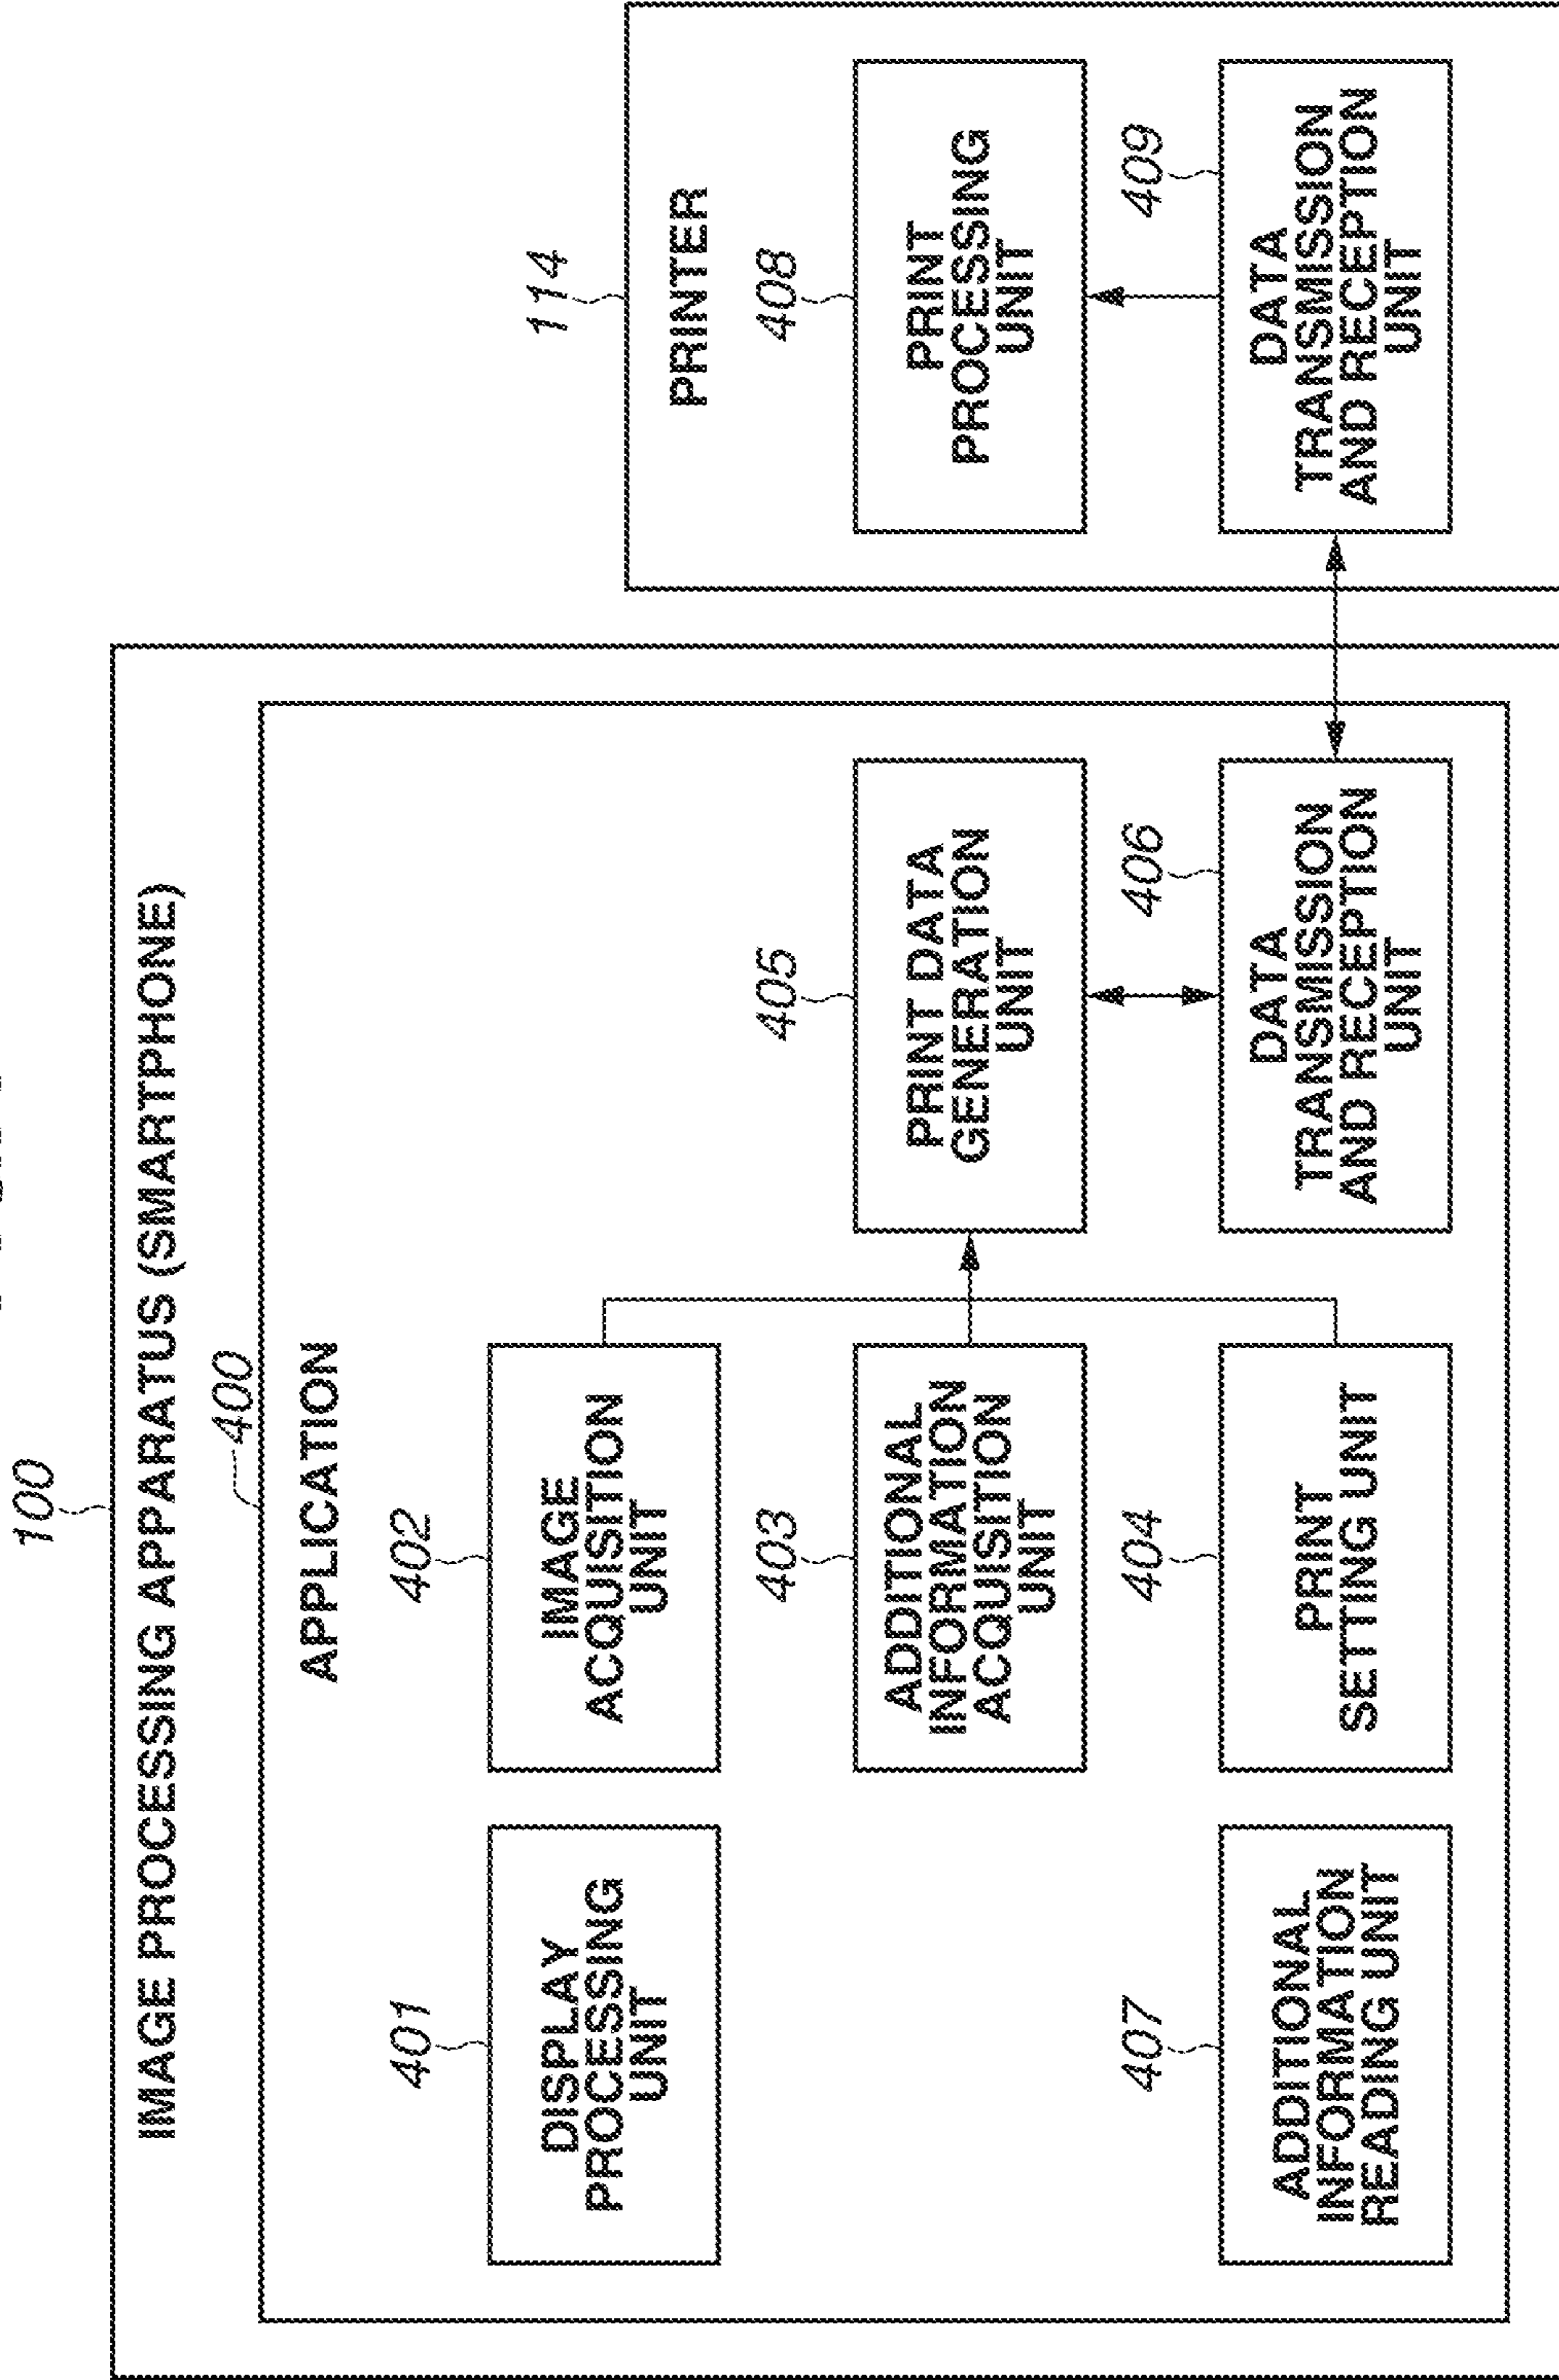 100
IMAGE PROCESSING APPARATUS (SMARTPHONE)
400
APPLICATION
401
DISPLAY
PROCESSING
UNIT
402
IMAGE
ACQUISITION
UNIT
403
ADDITIONAL
INFORMATION
ACQUISITION
UNIT
404
PRINT
SETTING UNIT
405
PRINT DATA
GENERATION
UNIT
406
DATA
TRANSMISSION
AND RECEPTION
UNIT
407
ADDITIONAL
INFORMATION
READING UNIT
114
PRINTER
408
PRINT
PROCESSING
UNIT
409
DATA
TRANSMISSION
AND RECEPTION
UNIT